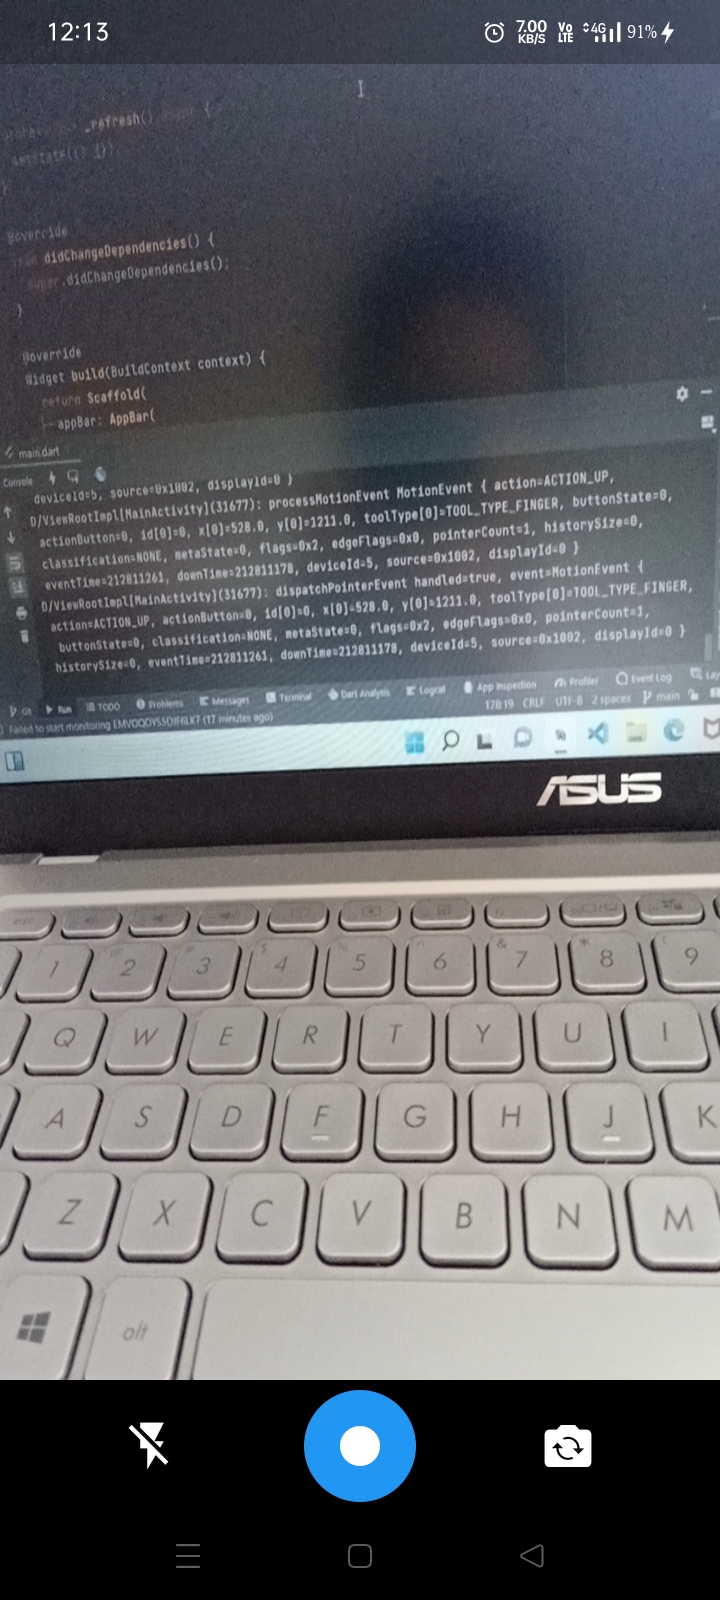 12:13
7.00 KB/S Vo LTE 4G 91%
_refresh() {
setState(() {});
}
@override
void didChangeDependencies() {
super.didChangeDependencies();
}
@override
Widget build(BuildContext context) {
return Scaffold(
appBar: AppBar(
main.dart
Console
deviceId=5, source=0x1002, displayId=0 }
D/ViewRootImpl[MainActivity](31677): processMotionEvent MotionEvent { action=ACTION_UP,
actionButton=0, id[0]=0, x[0]=528.0, y[0]=1211.0, toolType[0]=TOOL_TYPE_FINGER, buttonState=0,
classification=NONE, metaState=0, flags=0x2, edgeFlags=0x0, pointerCount=1, historySize=0,
eventTime=212811261, downTime=212811178, deviceId=5, source=0x1002, displayId=0 }
D/ViewRootImpl[MainActivity](31677): dispatchPointerEvent handled=true, event=MotionEvent {
action=ACTION_UP, actionButton=0, id[0]=0, x[0]=528.0, y[0]=1211.0, toolType[0]=TOOL_TYPE_FINGER,
buttonState=0, classification=NONE, metaState=0, flags=0x2, edgeFlags=0x0, pointerCount=1,
historySize=0, eventTime=212811261, downTime=212811178, deviceId=5, source=0x1002, displayId=0 }
Git Run TODO Problems Messages Terminal Dart Analysis Logcat App Inspection Profiler Event Log
Failed to start monitoring (17 minutes ago) 128:19 CRLF UTF-8 2 spaces main
ASUS
esc
1 2 3 4 5 6 7 8 9
Q W E R T Y U I
A S D F G H J K
Z X C V B N M
alt